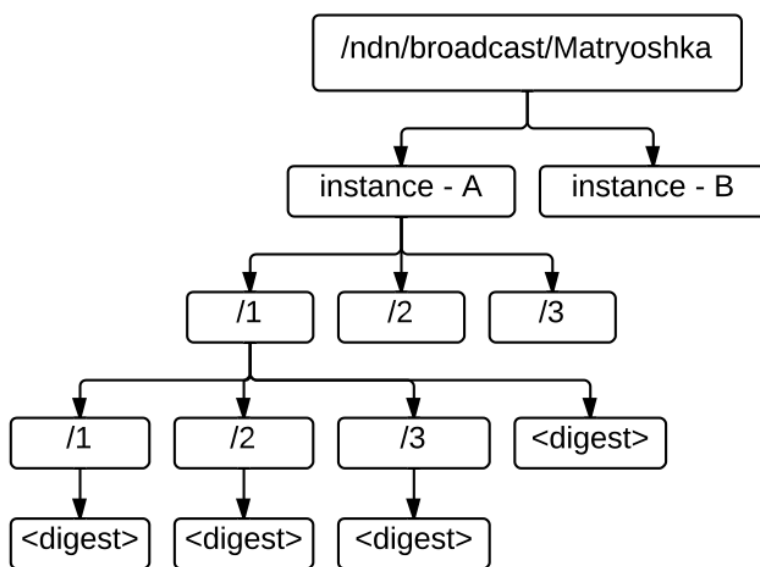 /ndn/broadcast/Matryoshka
instance - A
instance - B
/1
/2
/3
/1
/2
/3
<digest>
<digest>
<digest>
<digest>